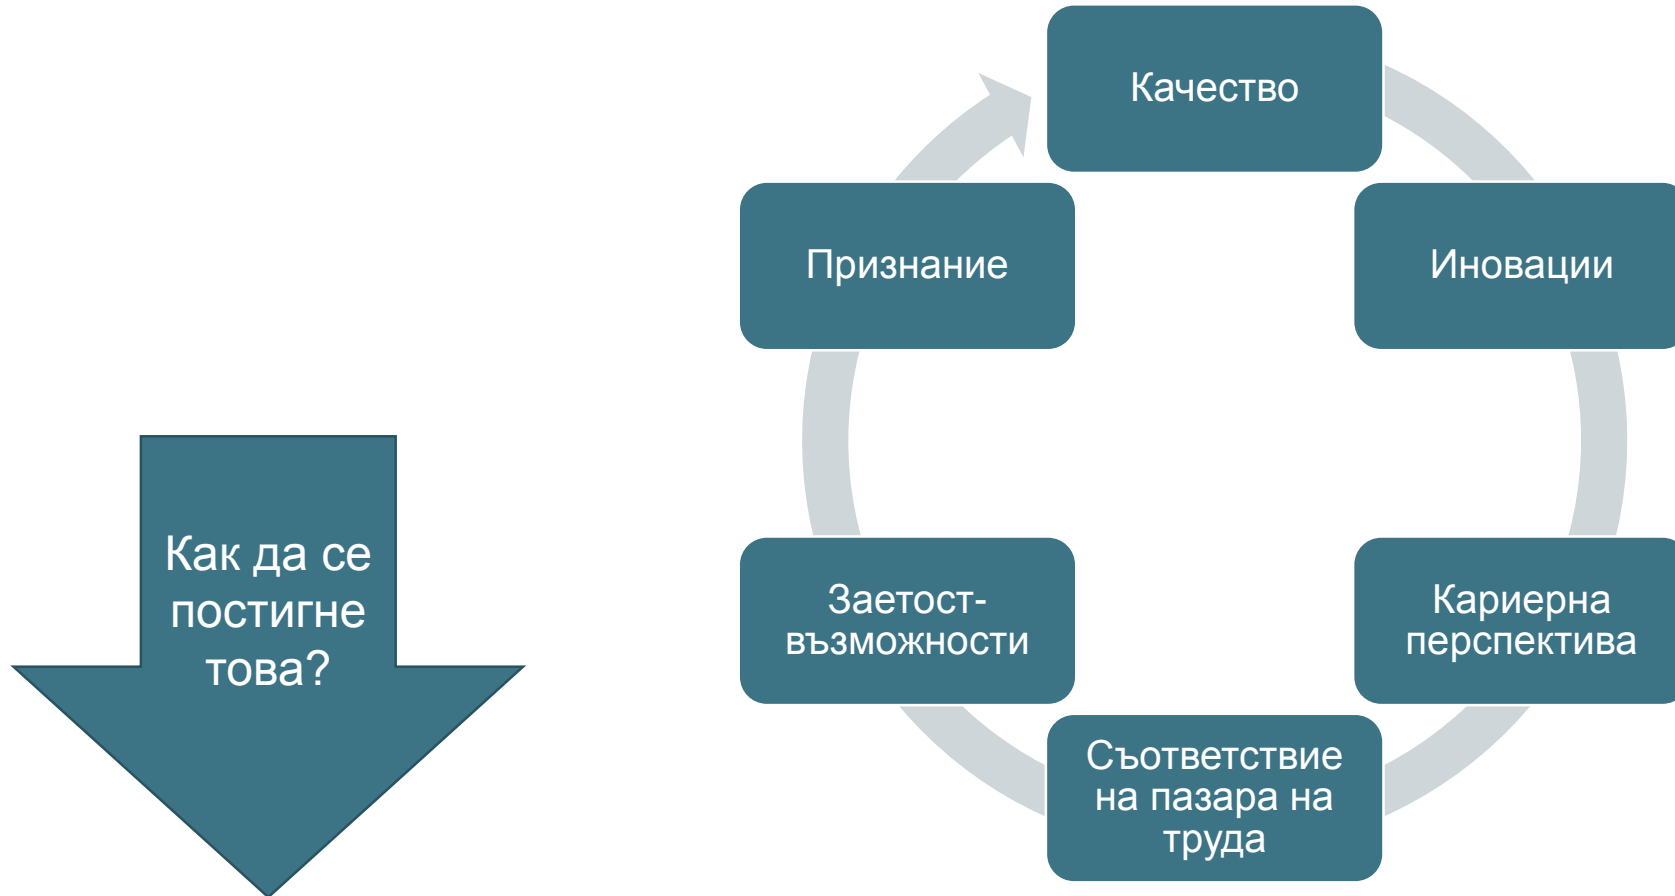 Качество
Иновации
Кариерна
перспектива
Съответствие
на пазара на
труда
Заетост-
възможности
Признание
Как да се
постигне
това?